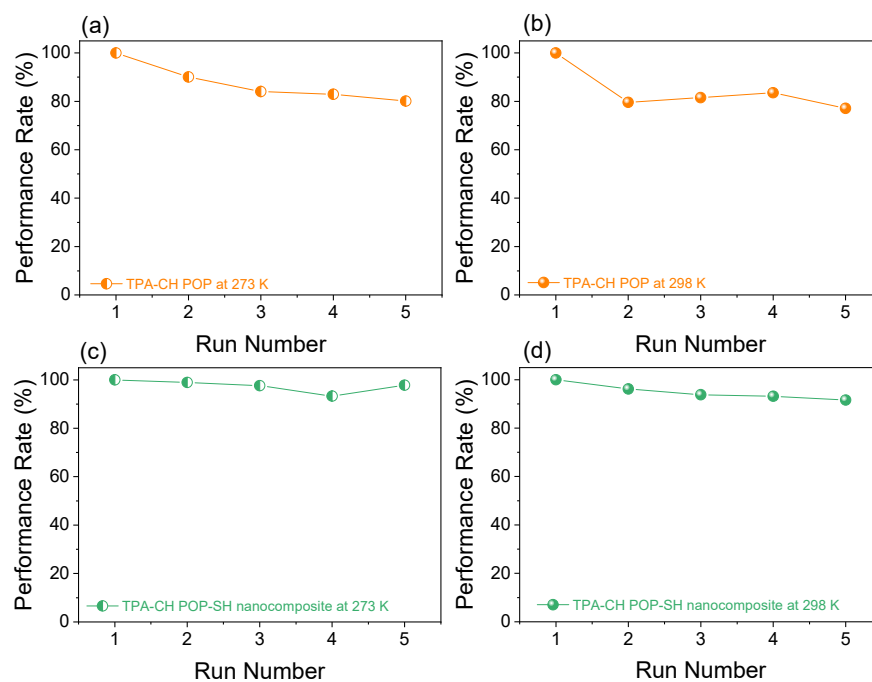 (a)
Performance Rate (%)
100
80
60
40
20
0
TPA-CH POP at 273 K
1 2 3 4 5
Run Number
(b)
Performance Rate (%)
100
80
60
40
20
0
TPA-CH POP at 298 K
1 2 3 4 5
Run Number
(c)
Performance Rate (%)
100
80
60
40
20
0
TPA-CH POP-SH nanocomposite at 273 K
1 2 3 4 5
Run Number
(d)
Performance Rate (%)
100
80
60
40
20
0
TPA-CH POP-SH nanocomposite at 298 K
1 2 3 4 5
Run Number